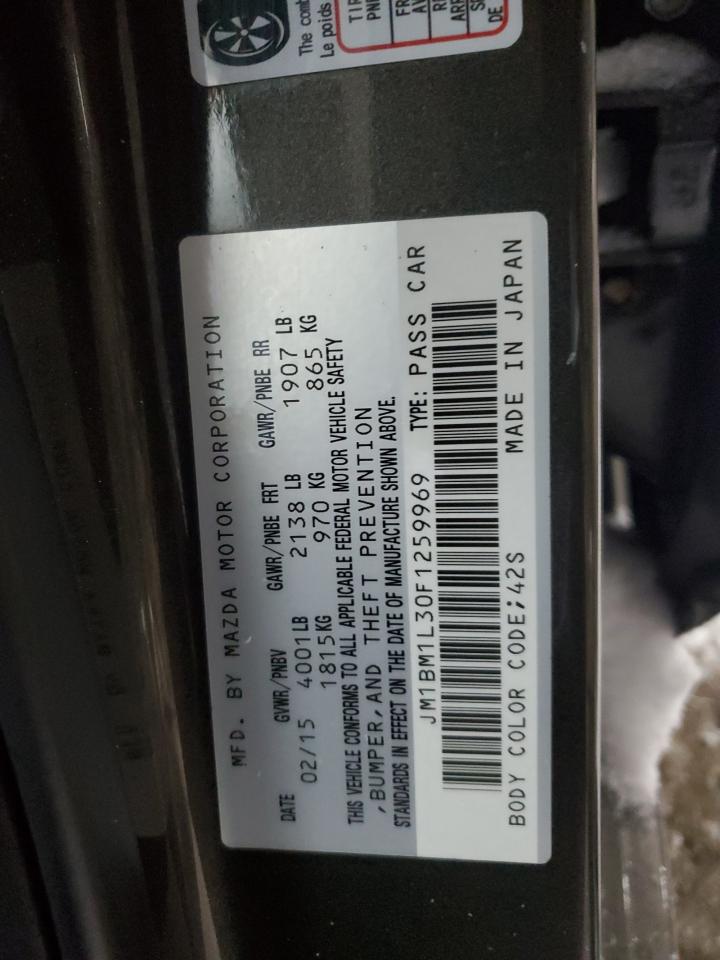 The
Le poids
MFD. BY MAZDA MOTOR CORPORATION
DATE GVWR/PNBV GAWR/PNBE FRT GAWR/PNBE RR
02/15 4001LB 2138 LB 1907 LB
1815KG 970 KG 865 KG
THIS VEHICLE CONFORMS TO ALL APPLICABLE FEDERAL MOTOR VEHICLE SAFETY
,BUMPER,AND THEFT PREVENTION
STANDARDS IN EFFECT ON THE DATE OF MANUFACTURE SHOWN ABOVE.
JM1BM1L30F1259969 TYPE: PASS CAR
BODY COLOR CODE;42S MADE IN JAPAN